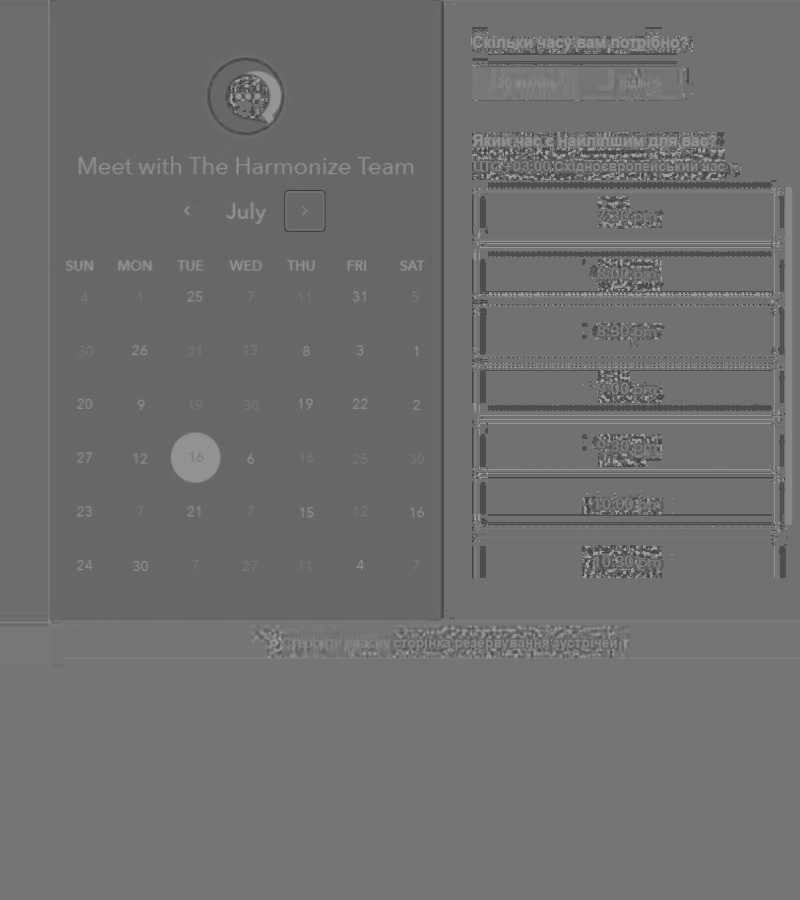 Meet with The Harmonize Team
July
SUN MON TUE WED THU FRI SAT
4 1 25 7 11 31 5
30 26 21 13 8 3 1
20 9 19 30 19 22 2
27 12 16 6 16 25 30
23 7 21 7 15 12 16
24 30 7 27 11 4 7
Скільки часу вам потрібно?
30 хвилин
Який час є найліпшим для вас?
UTC +03:00 Східноєвропейський час
7:30 pm
8:00 pm
8:30 pm
9:00 pm
9:30 pm
10:00 pm
10:30 pm
сторінка резервування зустрічей